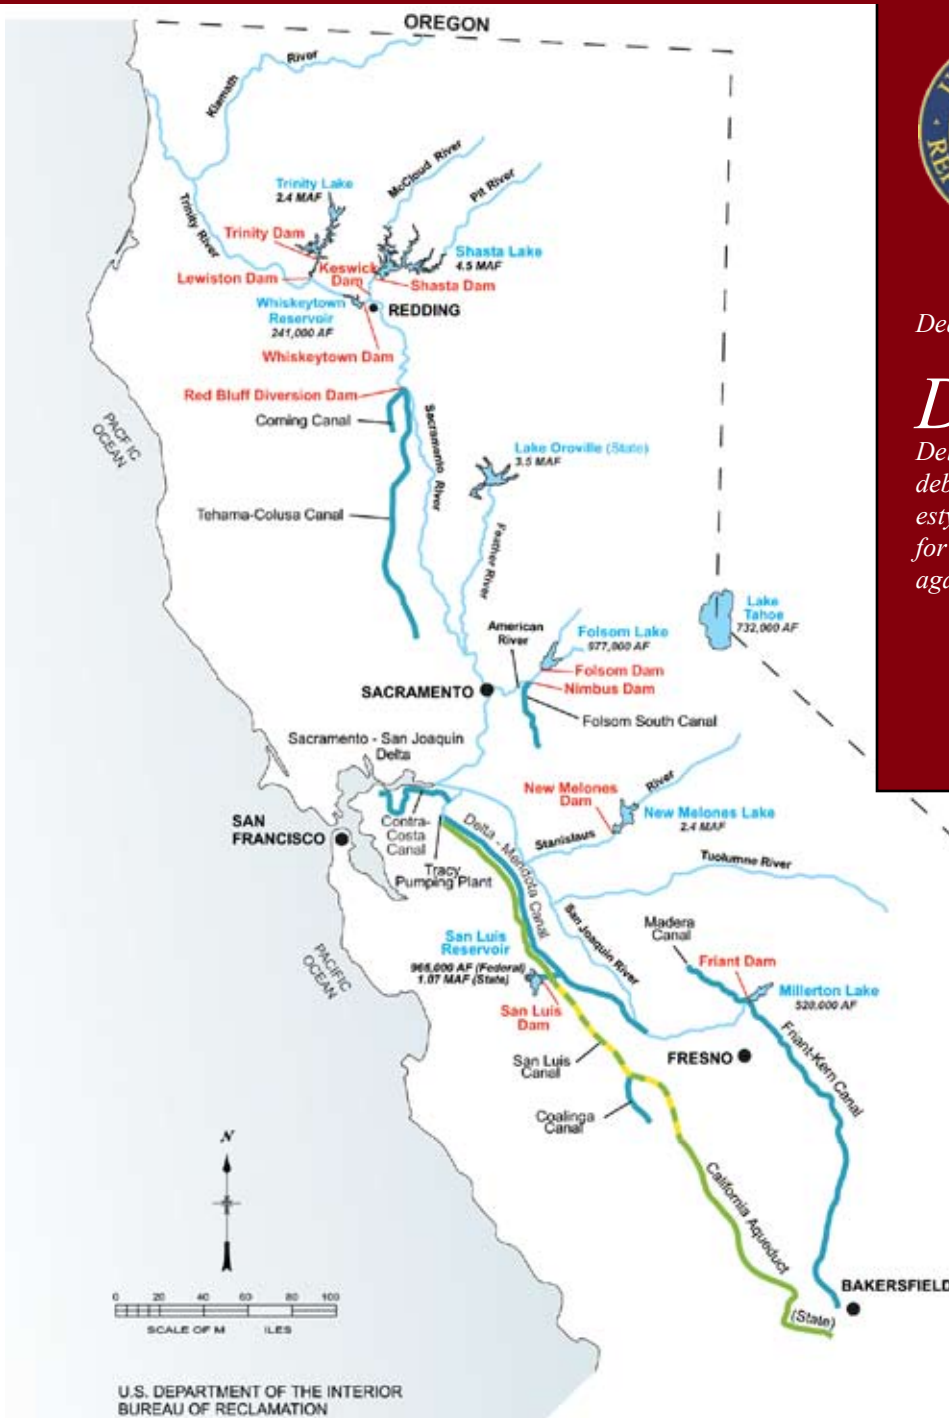 OREGON
Klamath
River
McCloud River
Pit River
Trinity Lake
2.4 MAF
Trinity River
Trinity Dam
Shasta Lake
4.5 MAF
Keswick
Dam
Lewiston Dam
Shasta Dam
Whiskeytown
Reservoir
241,000 AF
REDDING
Whiskeytown Dam
Red Bluff Diversion Dam
Corning Canal
Sacramento River
PACIFIC
OCEAN
Lake Oroville (State)
3.5 MAF
Tehama-Colusa Canal
Feather River
Lake
Tahoe
732,000 AF
American
River
Folsom Lake
977,000 AF
Folsom Dam
Nimbus Dam
SACRAMENTO
Folsom South Canal
Sacramento - San Joaquin
Delta
New Melones
Dam
River
New Melones Lake
2.4 MAF
Stanislaus
SAN
FRANCISCO
Contra-
Costa
Canal
Delta - Mendota Canal
Tracy
Pumping Plant
Tuolumne River
San Joaquin River
Madera
Canal
San Luis
Reservoir
966,000 AF (Federal)
1.07 MAF (State)
Friant Dam
Millerton Lake
520,000 AF
PACIFIC
OCEAN
San Luis
Dam
San Luis
Canal
FRESNO
Friant-Kern Canal
Coalinga
Canal
California Aqueduct
N
BAKERSFIELD
(State)
0 20 40 60 80 100
SCALE OF M ILES
U.S. DEPARTMENT OF THE INTERIOR
BUREAU OF RECLAMATION
D
esty
for